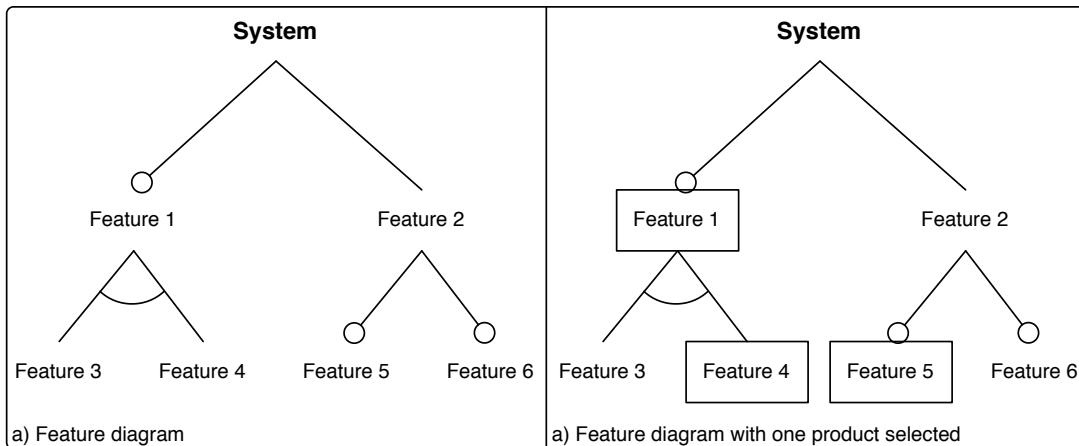 System
Feature 1
Feature 2
Feature 3
Feature 4
Feature 5
Feature 6
a) Feature diagram
System
Feature 1
Feature 2
Feature 3
Feature 4
Feature 5
Feature 6
a) Feature diagram with one product selected